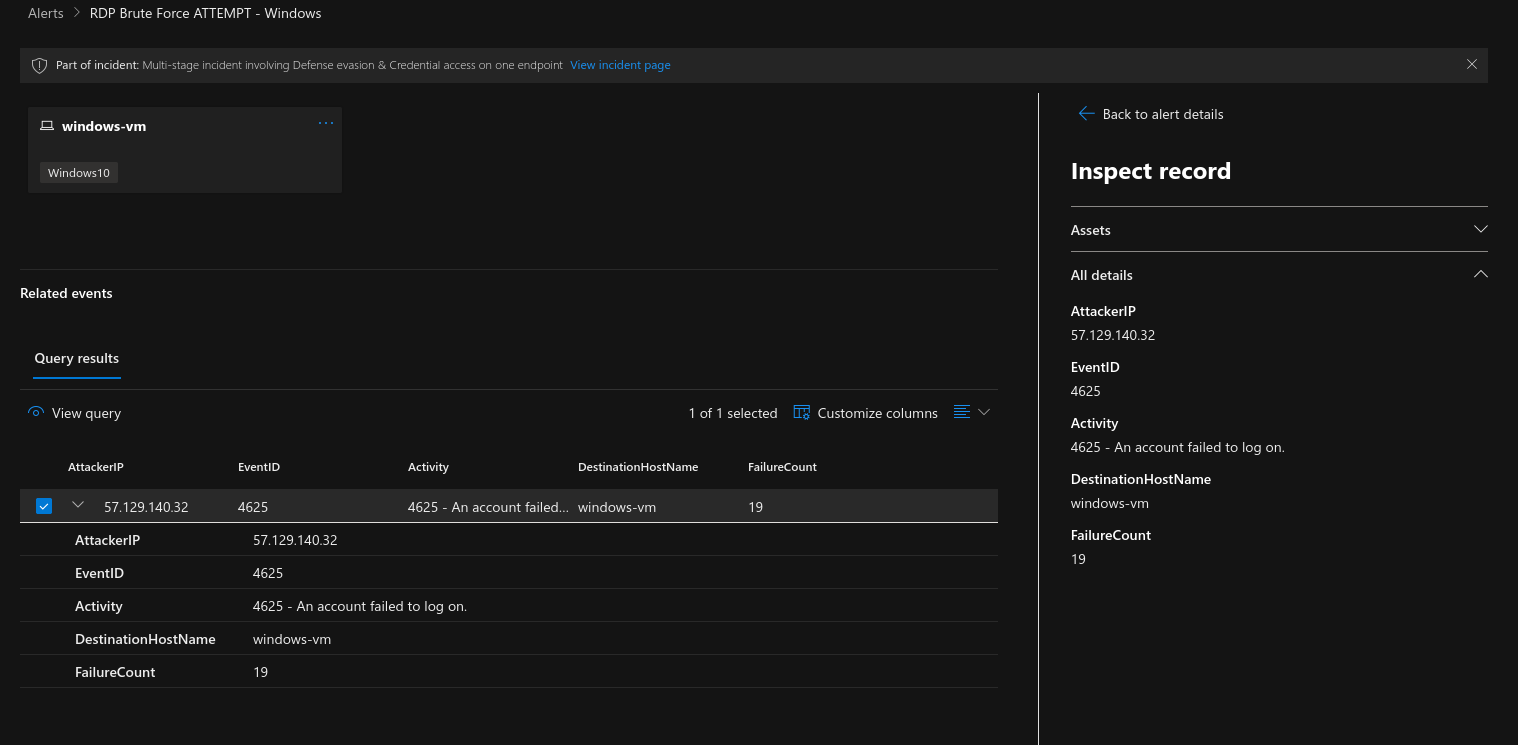 Alerts > RDP Brute Force ATTEMPT - Windows
Part of incident: Multi-stage incident involving Defense evasion & Credential access on one endpoint View incident page
windows-vm ...
Windows10
Related events
Query results
View query 1 of 1 selected Customize columns
AttackerIP EventID Activity DestinationHostName FailureCount
57.129.140.32 4625 4625 - An account failed... windows-vm 19
AttackerIP 57.129.140.32
EventID 4625
Activity 4625 - An account failed to log on.
DestinationHostName windows-vm
FailureCount 19
Back to alert details
Inspect record
Assets
All details
AttackerIP
57.129.140.32
EventID
4625
Activity
4625 - An account failed to log on.
DestinationHostName
windows-vm
FailureCount
19